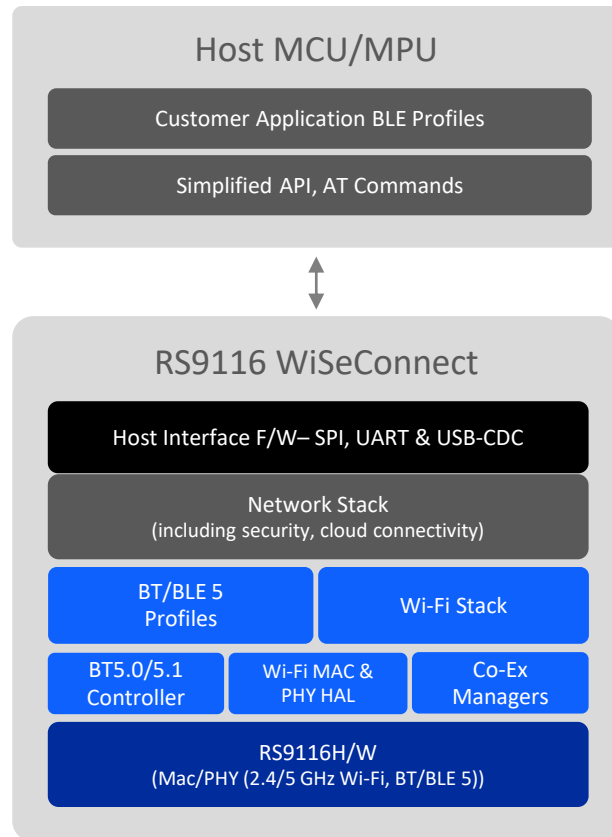 Host MCU/MPU
Customer Application BLE Profiles
Simplified API, AT Commands
RS9116 WiSeConnect
Host Interface F/W– SPI, UART & USB-CDC
Network Stack
(including security, cloud connectivity)
BT/BLE 5
Profiles
Wi-Fi Stack
BT5.0/5.1
Controller
Wi-Fi MAC &
PHY HAL
Co-Ex
Managers
RS9116H/W
(Mac/PHY (2.4/5 GHz Wi-Fi, BT/BLE 5))